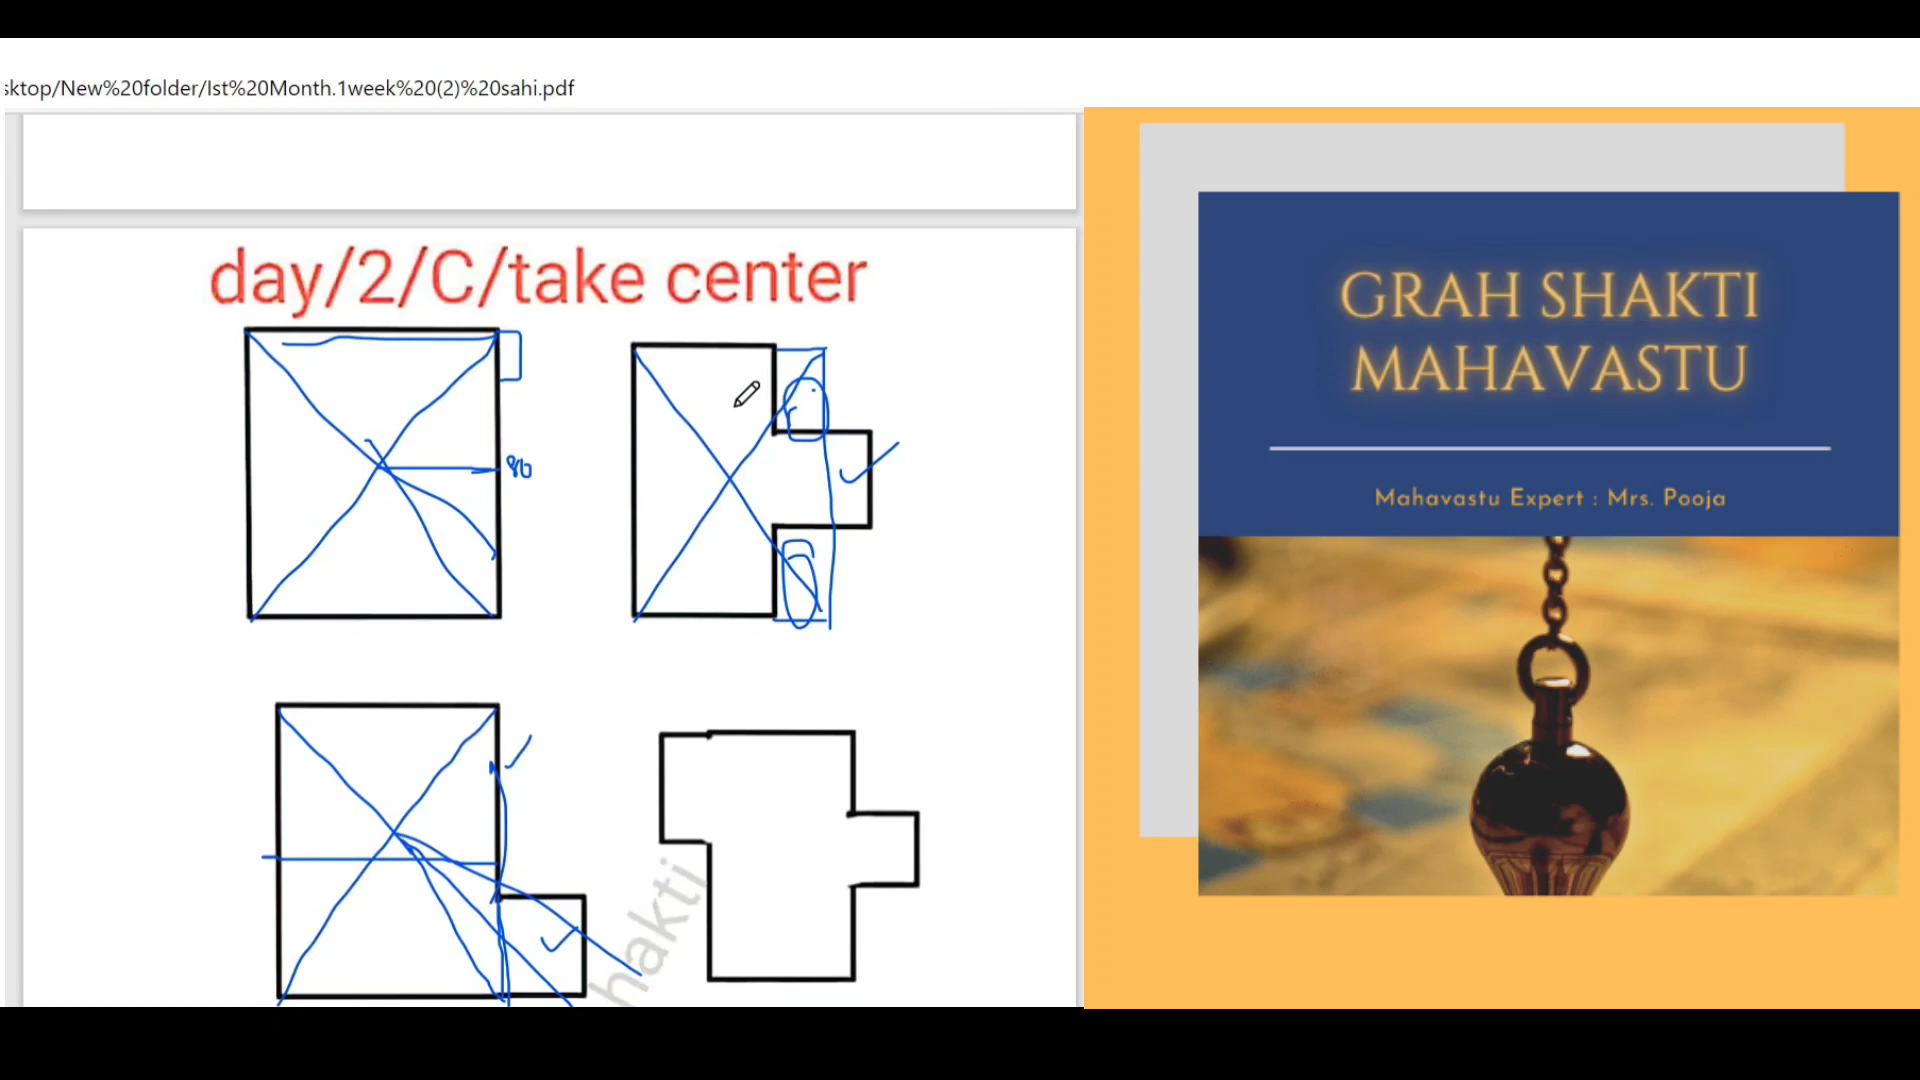 sktop/New%20folder/Ist%20Month.1week%20(2)%20sahi.pdf
day/2/C/take center
hakti
GRAH SHAKTI
MAHAVASTU
Mahavastu Expert : Mrs. Pooja